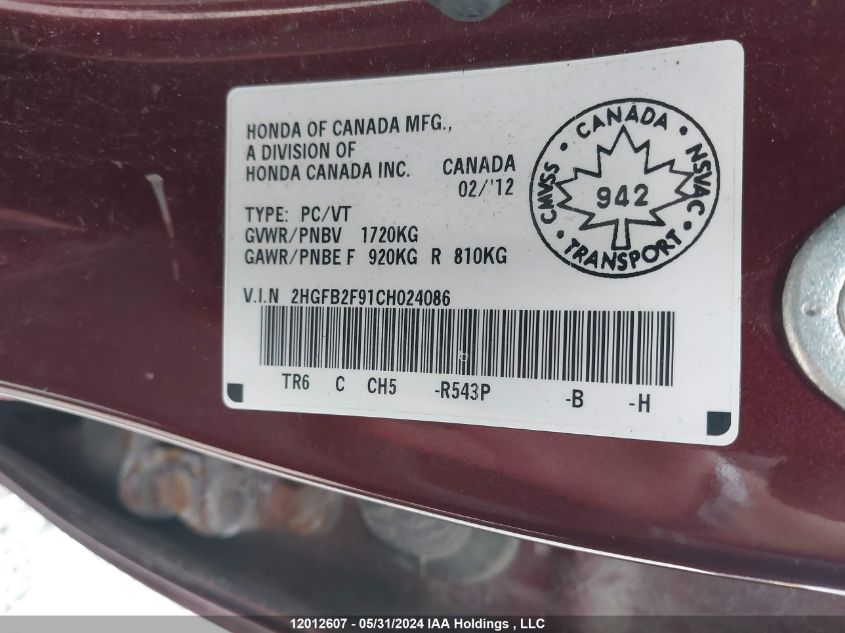 HONDA OF CANADA MFG.,
A DIVISION OF
HONDA CANADA INC. CANADA
02/'12
TYPE: PC/VT
GVWR/PNBV 1720KG
GAWR/PNBE F 920KG R 810KG
V.I.N 2HGFB2F91CH024086
TR6 C CH5 -R543P -B -H
• CANADA •
CMVSS 942 NSVAC
• TRANSPORT •
12012607 - 05/31/2024 IAA Holdings , LLC